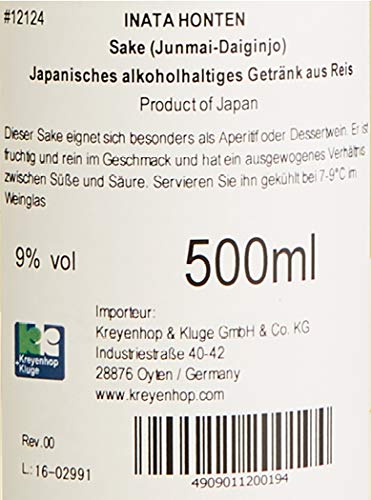 #12124
INATA HONTEN
Sake (Junmai-Daiginjo)
Japanisches alkoholhaltiges Getränk aus Reis
Product of Japan
Dieser Sake eignet sich besonders als Aperitif oder Dessertwein. Er ist
fruchtig und rein im Geschmack und hat ein ausgewogenes Verhältnis
zwischen Süße und Säure. Servieren Sie ihn gekühlt bei 7-9°C im
Weinglas
9% vol
500ml
Importeur:
Kreyenhop & Kluge GmbH & Co. KG
Industriestraße 40-42
28876 Oyten / Germany
www.kreyenhop.com
Kreyenhop
Kluge
Rev.00
L:16-02991
4909011200194